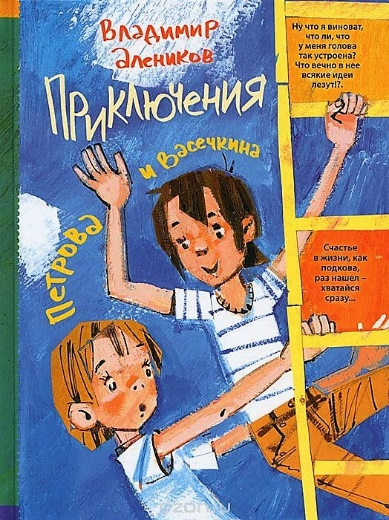 Владимир
Алеников
Приключения
Петрова
и Васечкина
Ну что я виноват,
что ли, что
у меня голова
так устроена?
Что вечно в нее
всякие идеи
лезут!?.
Счастье
в жизни, как
подкова,
раз нашел –
хватайся
сразу...